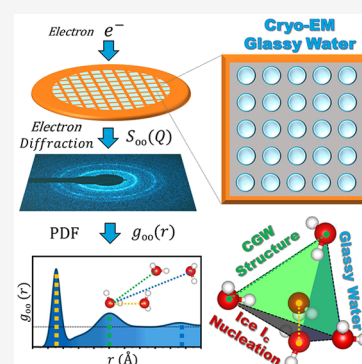 Electron e⁻
Cryo-EM
Glassy Water
Electron
Diffraction
S_oo(Q)
PDF
g_oo(r)
g_oo(r)
r (Å)
CGW
Structure
Glassy Water
Ice I_c
Nucleation